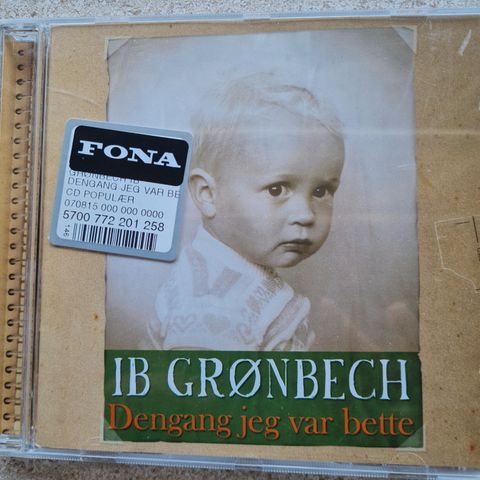 FONA
GRØNBECH IB
DENGANG JEG VAR BE
CD POPULÆR
070815 000 000 0000
5700 772 201 258
146
IB GRØNBECH
Dengang jeg var bette